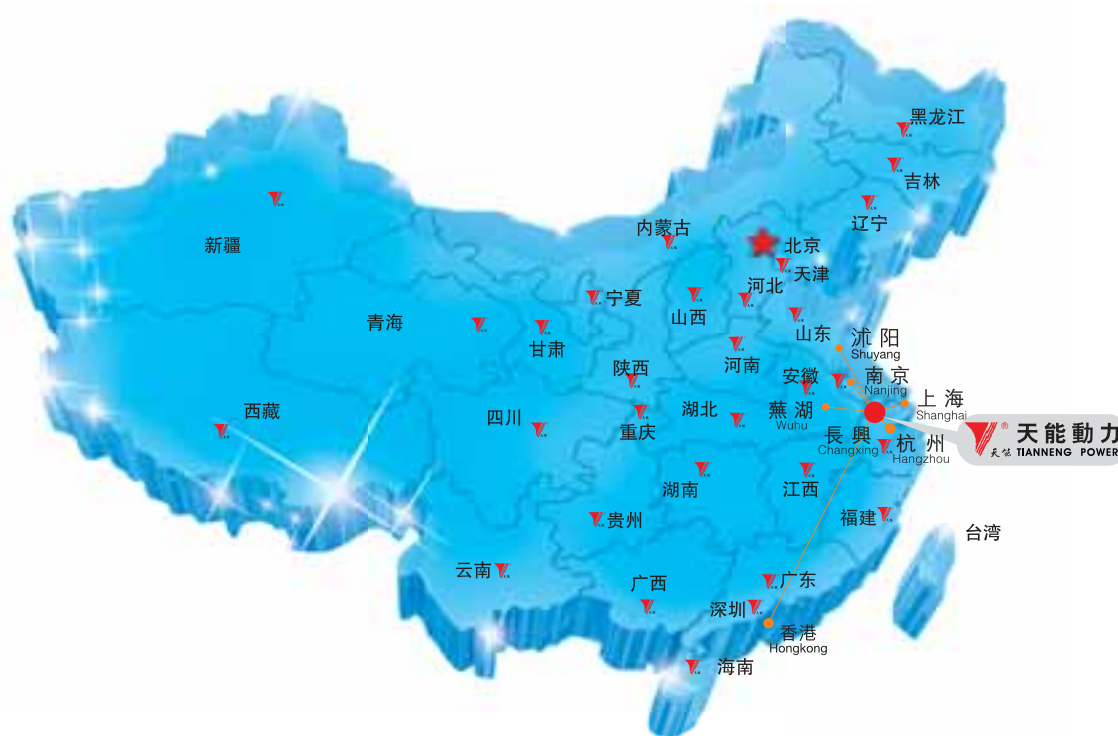 黑龙江
吉林
辽宁
内蒙古
北京
新疆
天津
河北
宁夏
山西
青海
山东
甘肃
沭阳
Shuyang
河南
陕西
安徽
南京
Nanjing
西藏
四川
重庆
湖北
蕪湖
Wuhu
上海
Shanghai
長興
Changxing
杭州
Hangzhou
®
天能
天能動力
TIANNENG POWER
湖南
江西
贵州
福建
台湾
云南
广西
广东
深圳
香港
Hongkong
海南